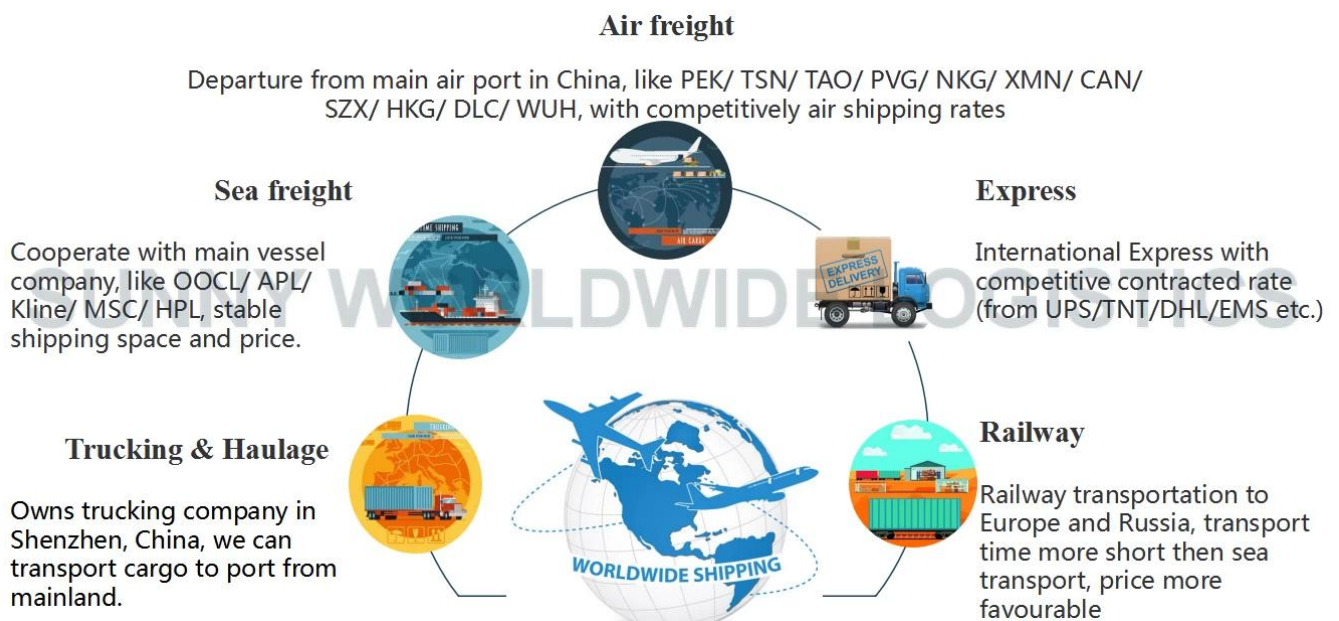 Air freight
Departure from main air port in China, like PEK/ TSN/ TAO/ PVG/ NKG/ XMN/ CAN/
SZX/ HKG/ DLC/ WUH, with competitively air shipping rates
Sea freight
Cooperate with main vessel
company, like OOCL/ APL/
Kline/ MSC/ HPL, stable
shipping space and price.
Express
International Express with
competitive contracted rate
(from UPS/TNT/DHL/EMS etc.)
SUNNY WORLDWIDE LOGISTICS
AIR CARGO
EXPRESS
DELIVERY
Trucking & Haulage
Owns trucking company in
Shenzhen, China, we can
transport cargo to port from
mainland.
Railway
Railway transportation to
Europe and Russia, transport
time more short then sea
transport, price more
favourable
WORLDWIDE SHIPPING